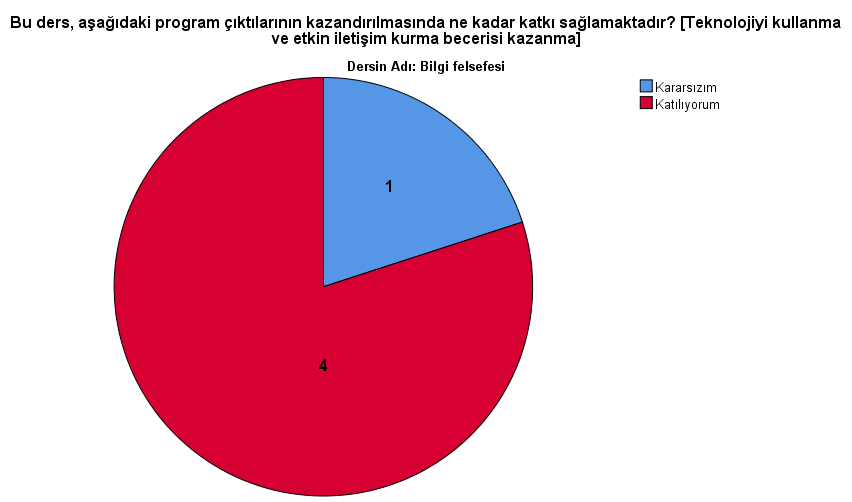 Bu ders, aşağıdaki program çıktılarının kazandırılmasında ne kadar katkı sağlamaktadır? [Teknolojiyi kullanma
ve etkin iletişim kurma becerisi kazanma]
Dersin Adı: Bilgi felsefesi
Kararsızım
Katılıyorum
1
4